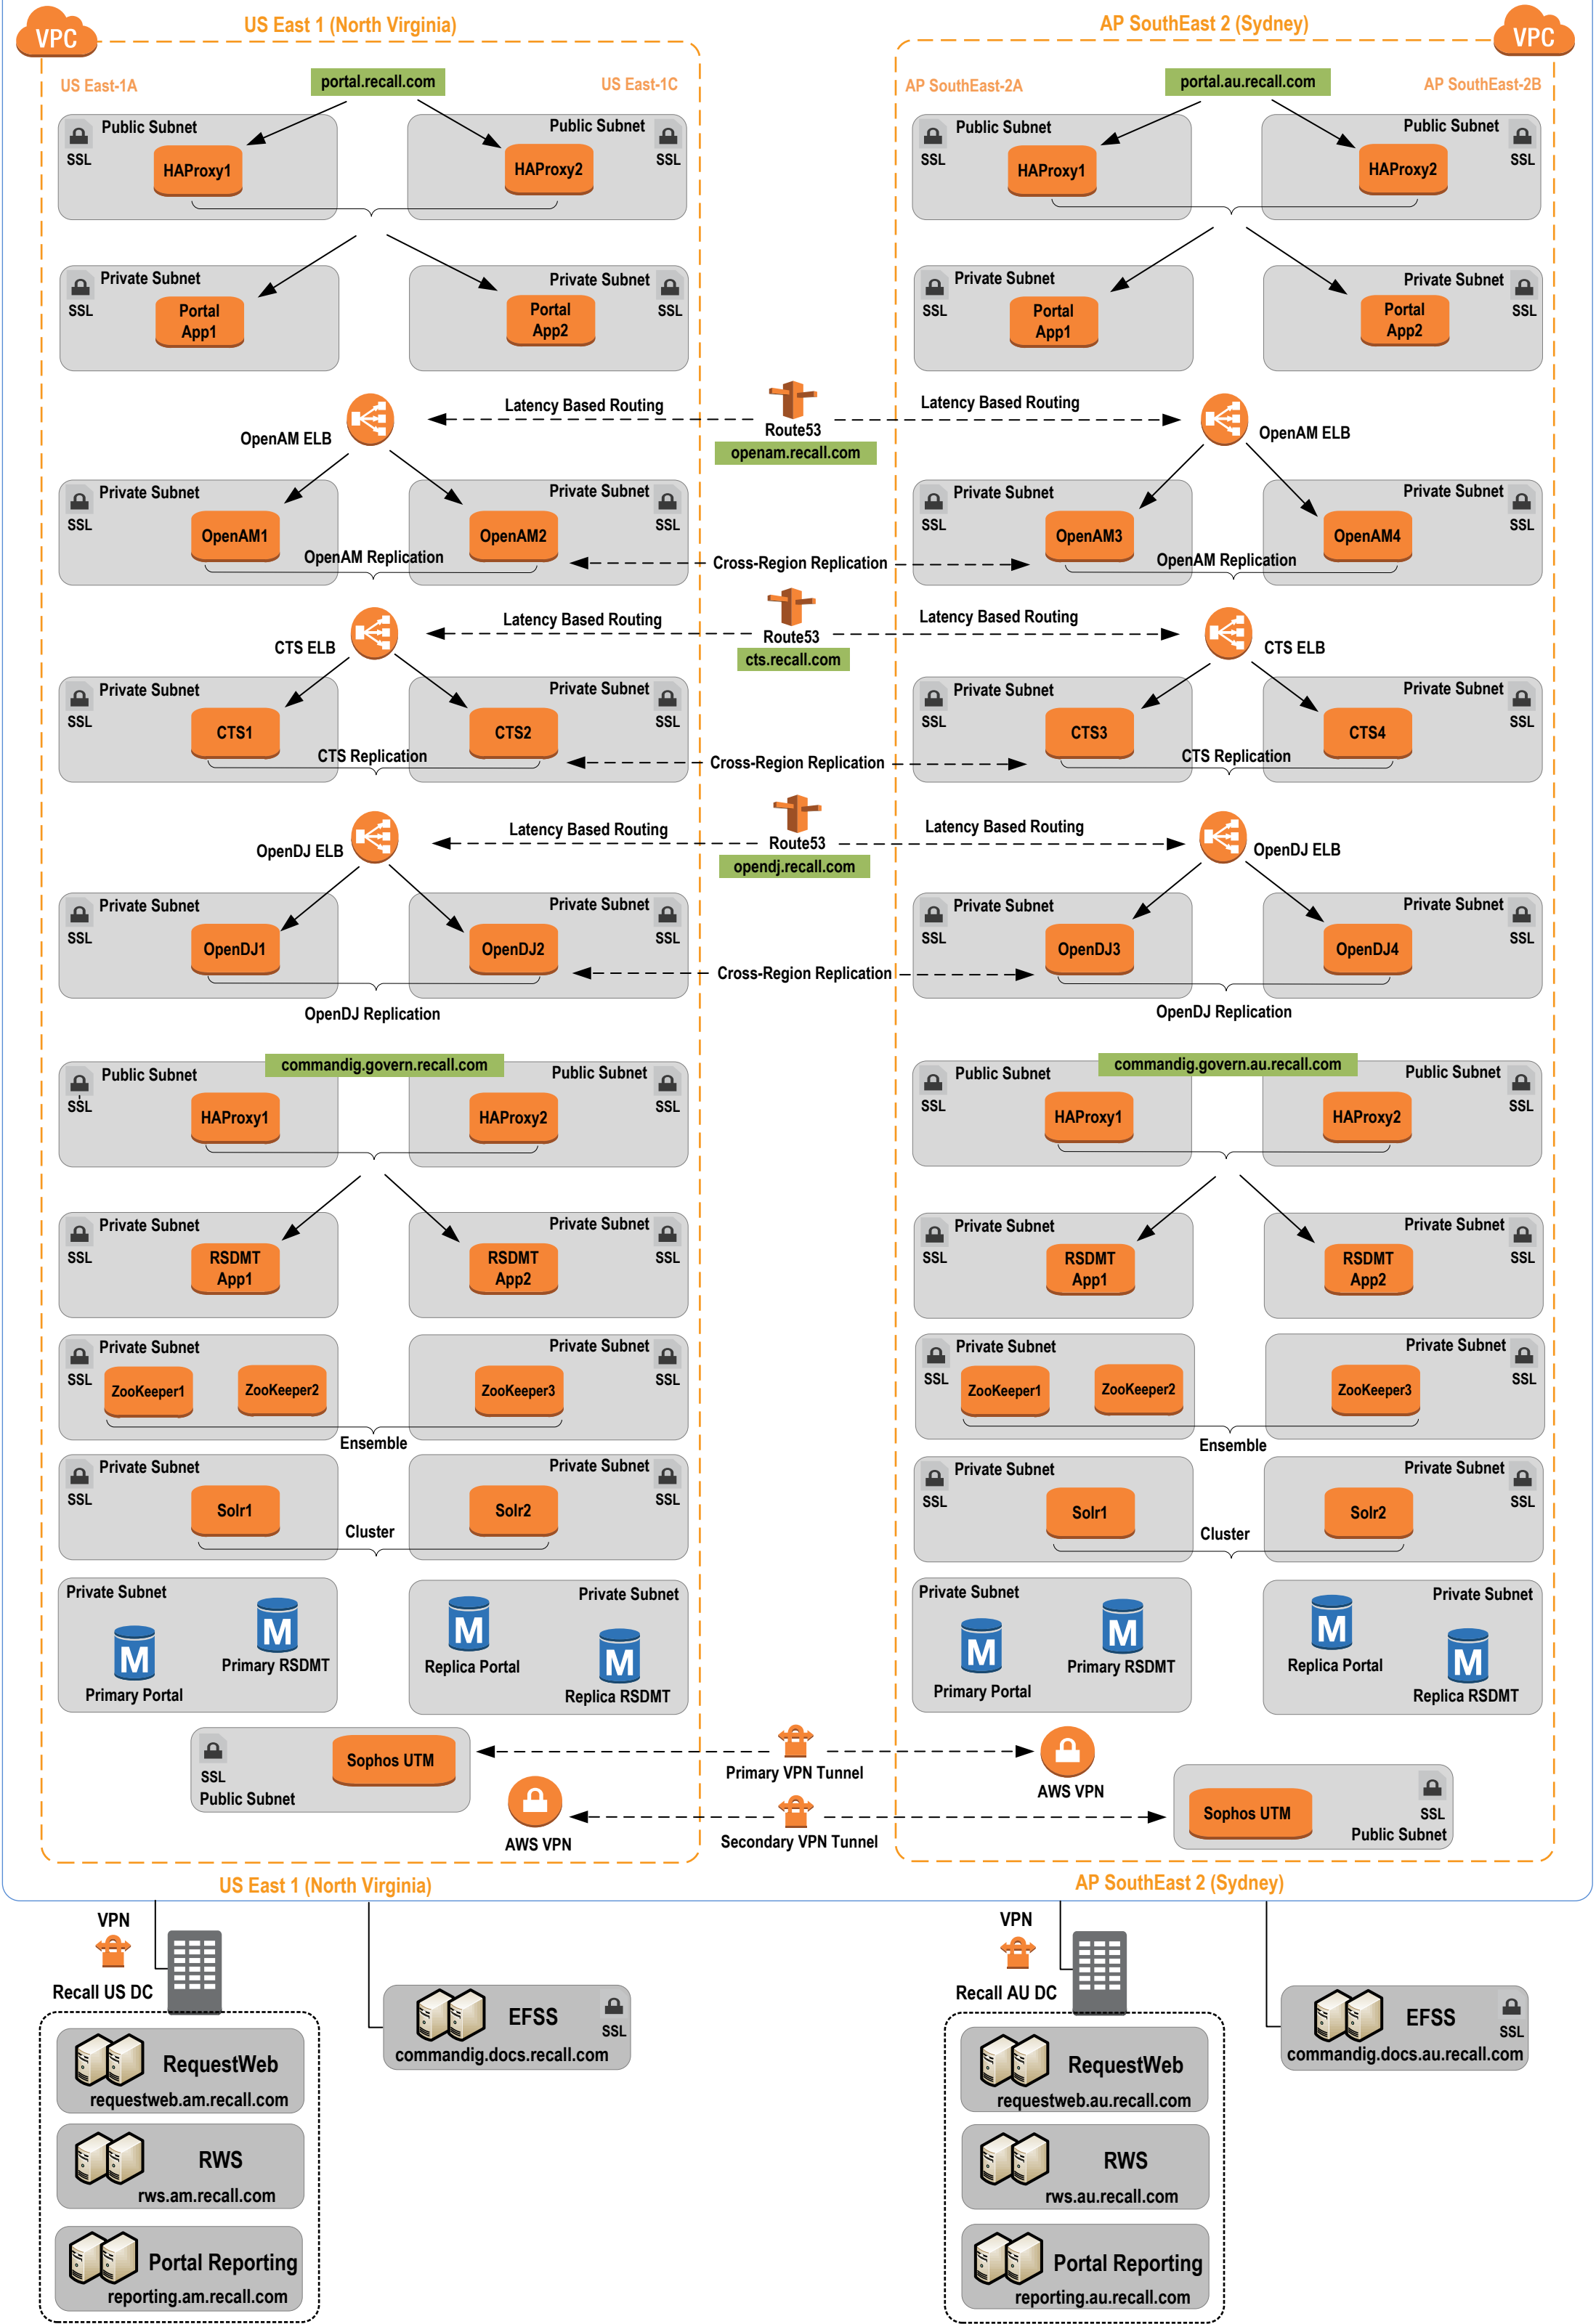 US East 1 (North Virginia)
AP SouthEast 2 (Sydney)
VPC
VPC
US East-1A
portal.recall.com
US East-1C
AP SouthEast-2A
portal.au.recall.com
AP SouthEast-2B
Public Subnet
SSL
HAProxy1
Public Subnet
SSL
HAProxy2
Public Subnet
SSL
HAProxy1
Public Subnet
SSL
HAProxy2
Private Subnet
SSL
Portal
App1
Private Subnet
SSL
Portal
App2
Private Subnet
SSL
Portal
App1
Private Subnet
SSL
Portal
App2
OpenAM ELB
Latency Based Routing
Route53
openam.recall.com
Latency Based Routing
OpenAM ELB
Private Subnet
SSL
OpenAM1
Private Subnet
SSL
OpenAM2
OpenAM Replication
Cross-Region Replication
Private Subnet
SSL
OpenAM3
Private Subnet
SSL
OpenAM4
OpenAM Replication
CTS ELB
Latency Based Routing
Route53
cts.recall.com
Latency Based Routing
CTS ELB
Private Subnet
SSL
CTS1
Private Subnet
SSL
CTS2
CTS Replication
Cross-Region Replication
Private Subnet
SSL
CTS3
Private Subnet
SSL
CTS4
CTS Replication
OpenDJ ELB
Latency Based Routing
Route53
opendj.recall.com
Latency Based Routing
OpenDJ ELB
Private Subnet
SSL
OpenDJ1
Private Subnet
SSL
OpenDJ2
OpenDJ Replication
Cross-Region Replication
Private Subnet
SSL
OpenDJ3
Private Subnet
SSL
OpenDJ4
OpenDJ Replication
commandig.govern.recall.com
Public Subnet
SSL
HAProxy1
Public Subnet
SSL
HAProxy2
commandig.govern.au.recall.com
Public Subnet
SSL
HAProxy1
Public Subnet
SSL
HAProxy2
Private Subnet
SSL
RSDMT
App1
Private Subnet
SSL
RSDMT
App2
Private Subnet
SSL
RSDMT
App1
Private Subnet
SSL
RSDMT
App2
Private Subnet
SSL
ZooKeeper1
ZooKeeper2
Private Subnet
SSL
ZooKeeper3
Ensemble
Private Subnet
SSL
ZooKeeper1
ZooKeeper2
Private Subnet
SSL
ZooKeeper3
Ensemble
Private Subnet
SSL
Solr1
Private Subnet
SSL
Solr2
Cluster
Private Subnet
SSL
Solr1
Private Subnet
SSL
Solr2
Cluster
Private Subnet
M
Primary Portal
M
Primary RSDMT
Private Subnet
M
Replica Portal
M
Replica RSDMT
Private Subnet
M
Primary Portal
M
Primary RSDMT
Private Subnet
M
Replica Portal
M
Replica RSDMT
SSL
Public Subnet
Sophos UTM
Primary VPN Tunnel
AWS VPN
AWS VPN
Secondary VPN Tunnel
Sophos UTM
SSL
Public Subnet
US East 1 (North Virginia)
AP SouthEast 2 (Sydney)
VPN
Recall US DC
EFSS
SSL
commandig.docs.recall.com
RequestWeb
requestweb.am.recall.com
RWS
rws.am.recall.com
Portal Reporting
reporting.am.recall.com
VPN
Recall AU DC
EFSS
SSL
commandig.docs.au.recall.com
RequestWeb
requestweb.au.recall.com
RWS
rws.au.recall.com
Portal Reporting
reporting.au.recall.com